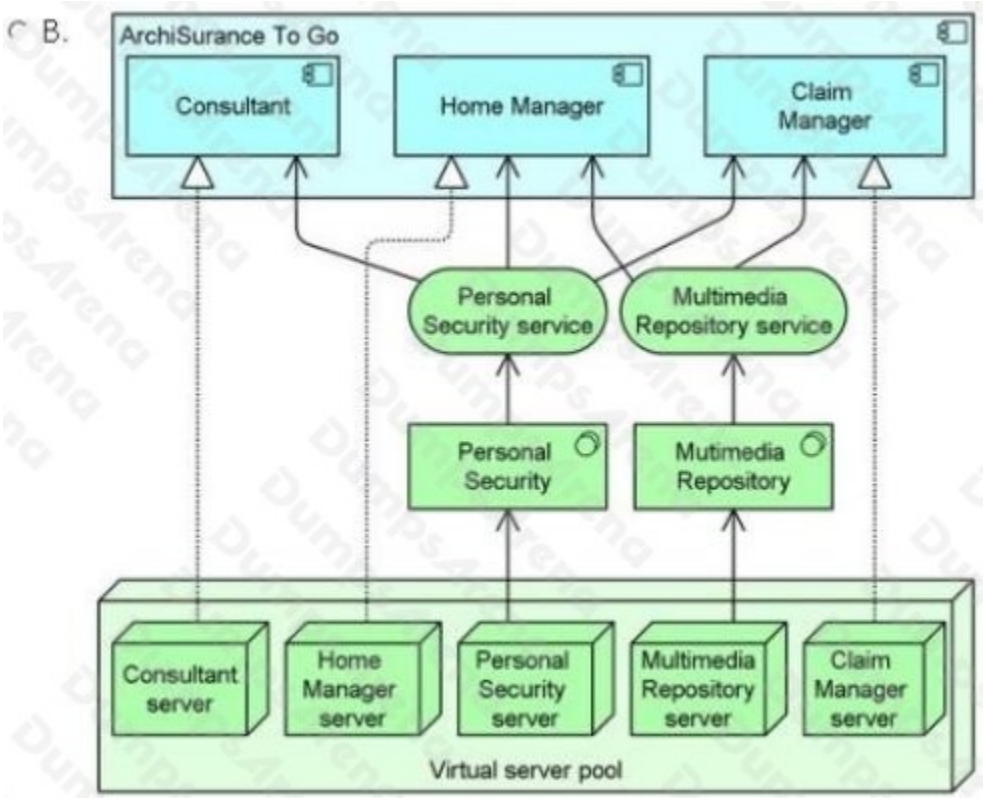 B.
ArchiSurance To Go
Consultant
Home Manager
Claim
Manager
Personal
Security service
Multimedia
Repository service
Personal
Security
Mutimedia
Repository
Consultant
server
Home
Manager
server
Personal
Security
server
Multimedia
Repository
server
Claim
Manager
server
Virtual server pool
DumpsArena